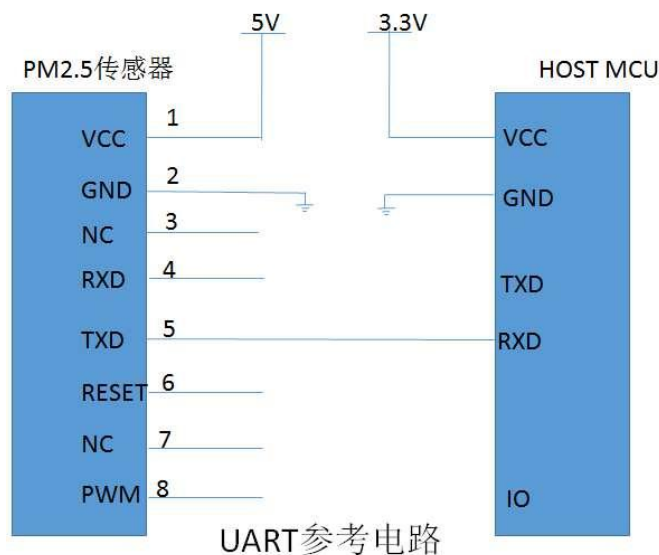 5V
3.3V
PM2.5传感器
HOST MCU
VCC
1
GND
2
NC
3
RXD
4
TXD
5
RESET
6
NC
7
PWM
8
VCC
GND
TXD
RXD
IO
UART参考电路